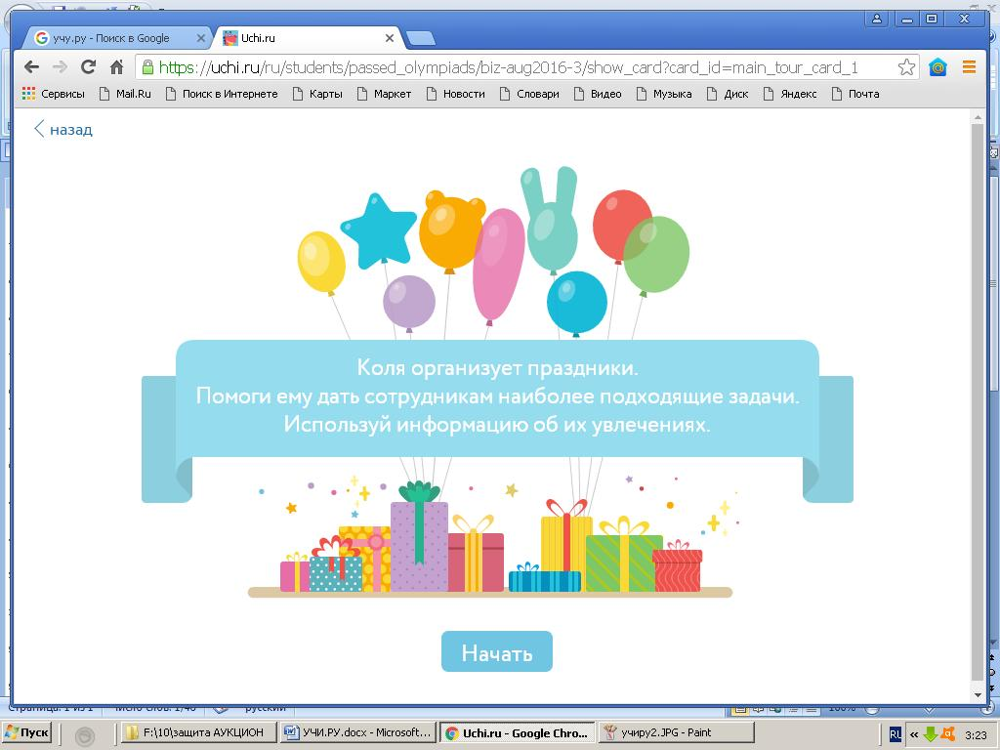 учу.ру - Поиск в Google
Uchi.ru
https://uchi.ru/ru/students/passed_olympiads/biz-aug2016-3/show_card?card_id=main_tour_card_1
Сервисы Mail.Ru Поиск в Интернете Карты Маркет Новости Словари Видео Музыка Диск Яндекс Почта
назад
Коля организует праздники.
Помоги ему дать сотрудникам наиболее подходящие задачи.
Используй информацию об их увлечениях.
Начать
Пуск
F:\10\защита АУКЦИОН
УЧИ.РУ.docx - Microsoft...
Uchi.ru - Google Chro...
учиру2.JPG - Paint
RU
3:23